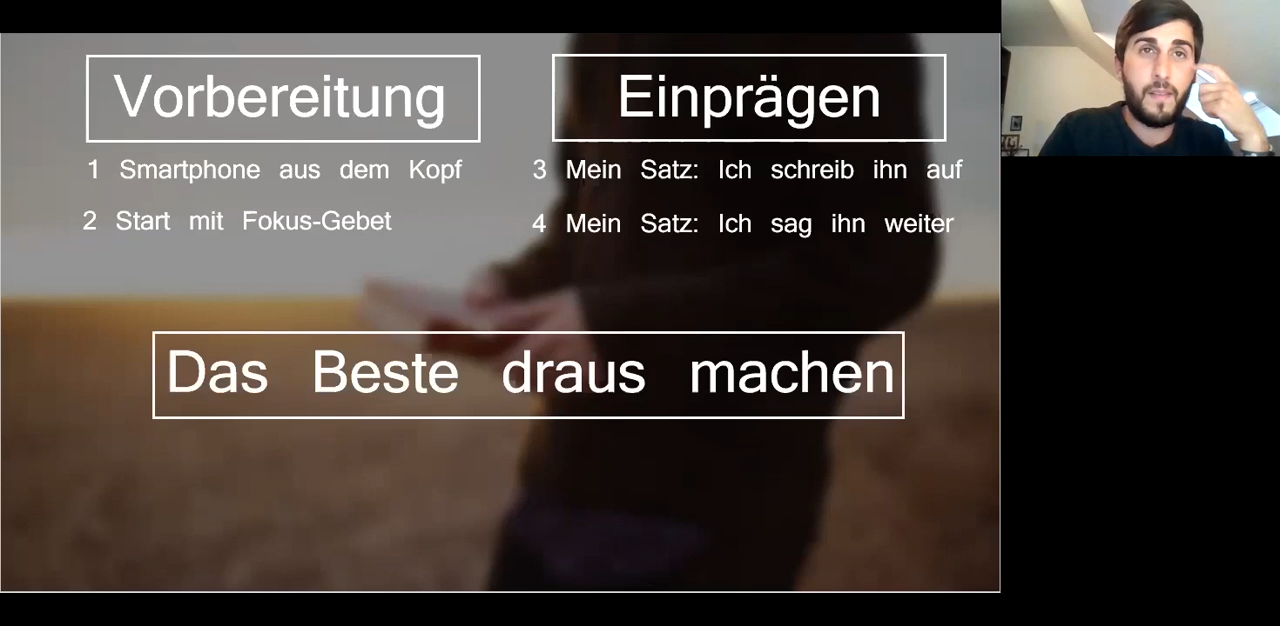 Vorbereitung
1 Smartphone aus dem Kopf
2 Start mit Fokus-Gebet
Einprägen
3 Mein Satz: Ich schreib ihn auf
4 Mein Satz: Ich sag ihn weiter
Das Beste draus machen